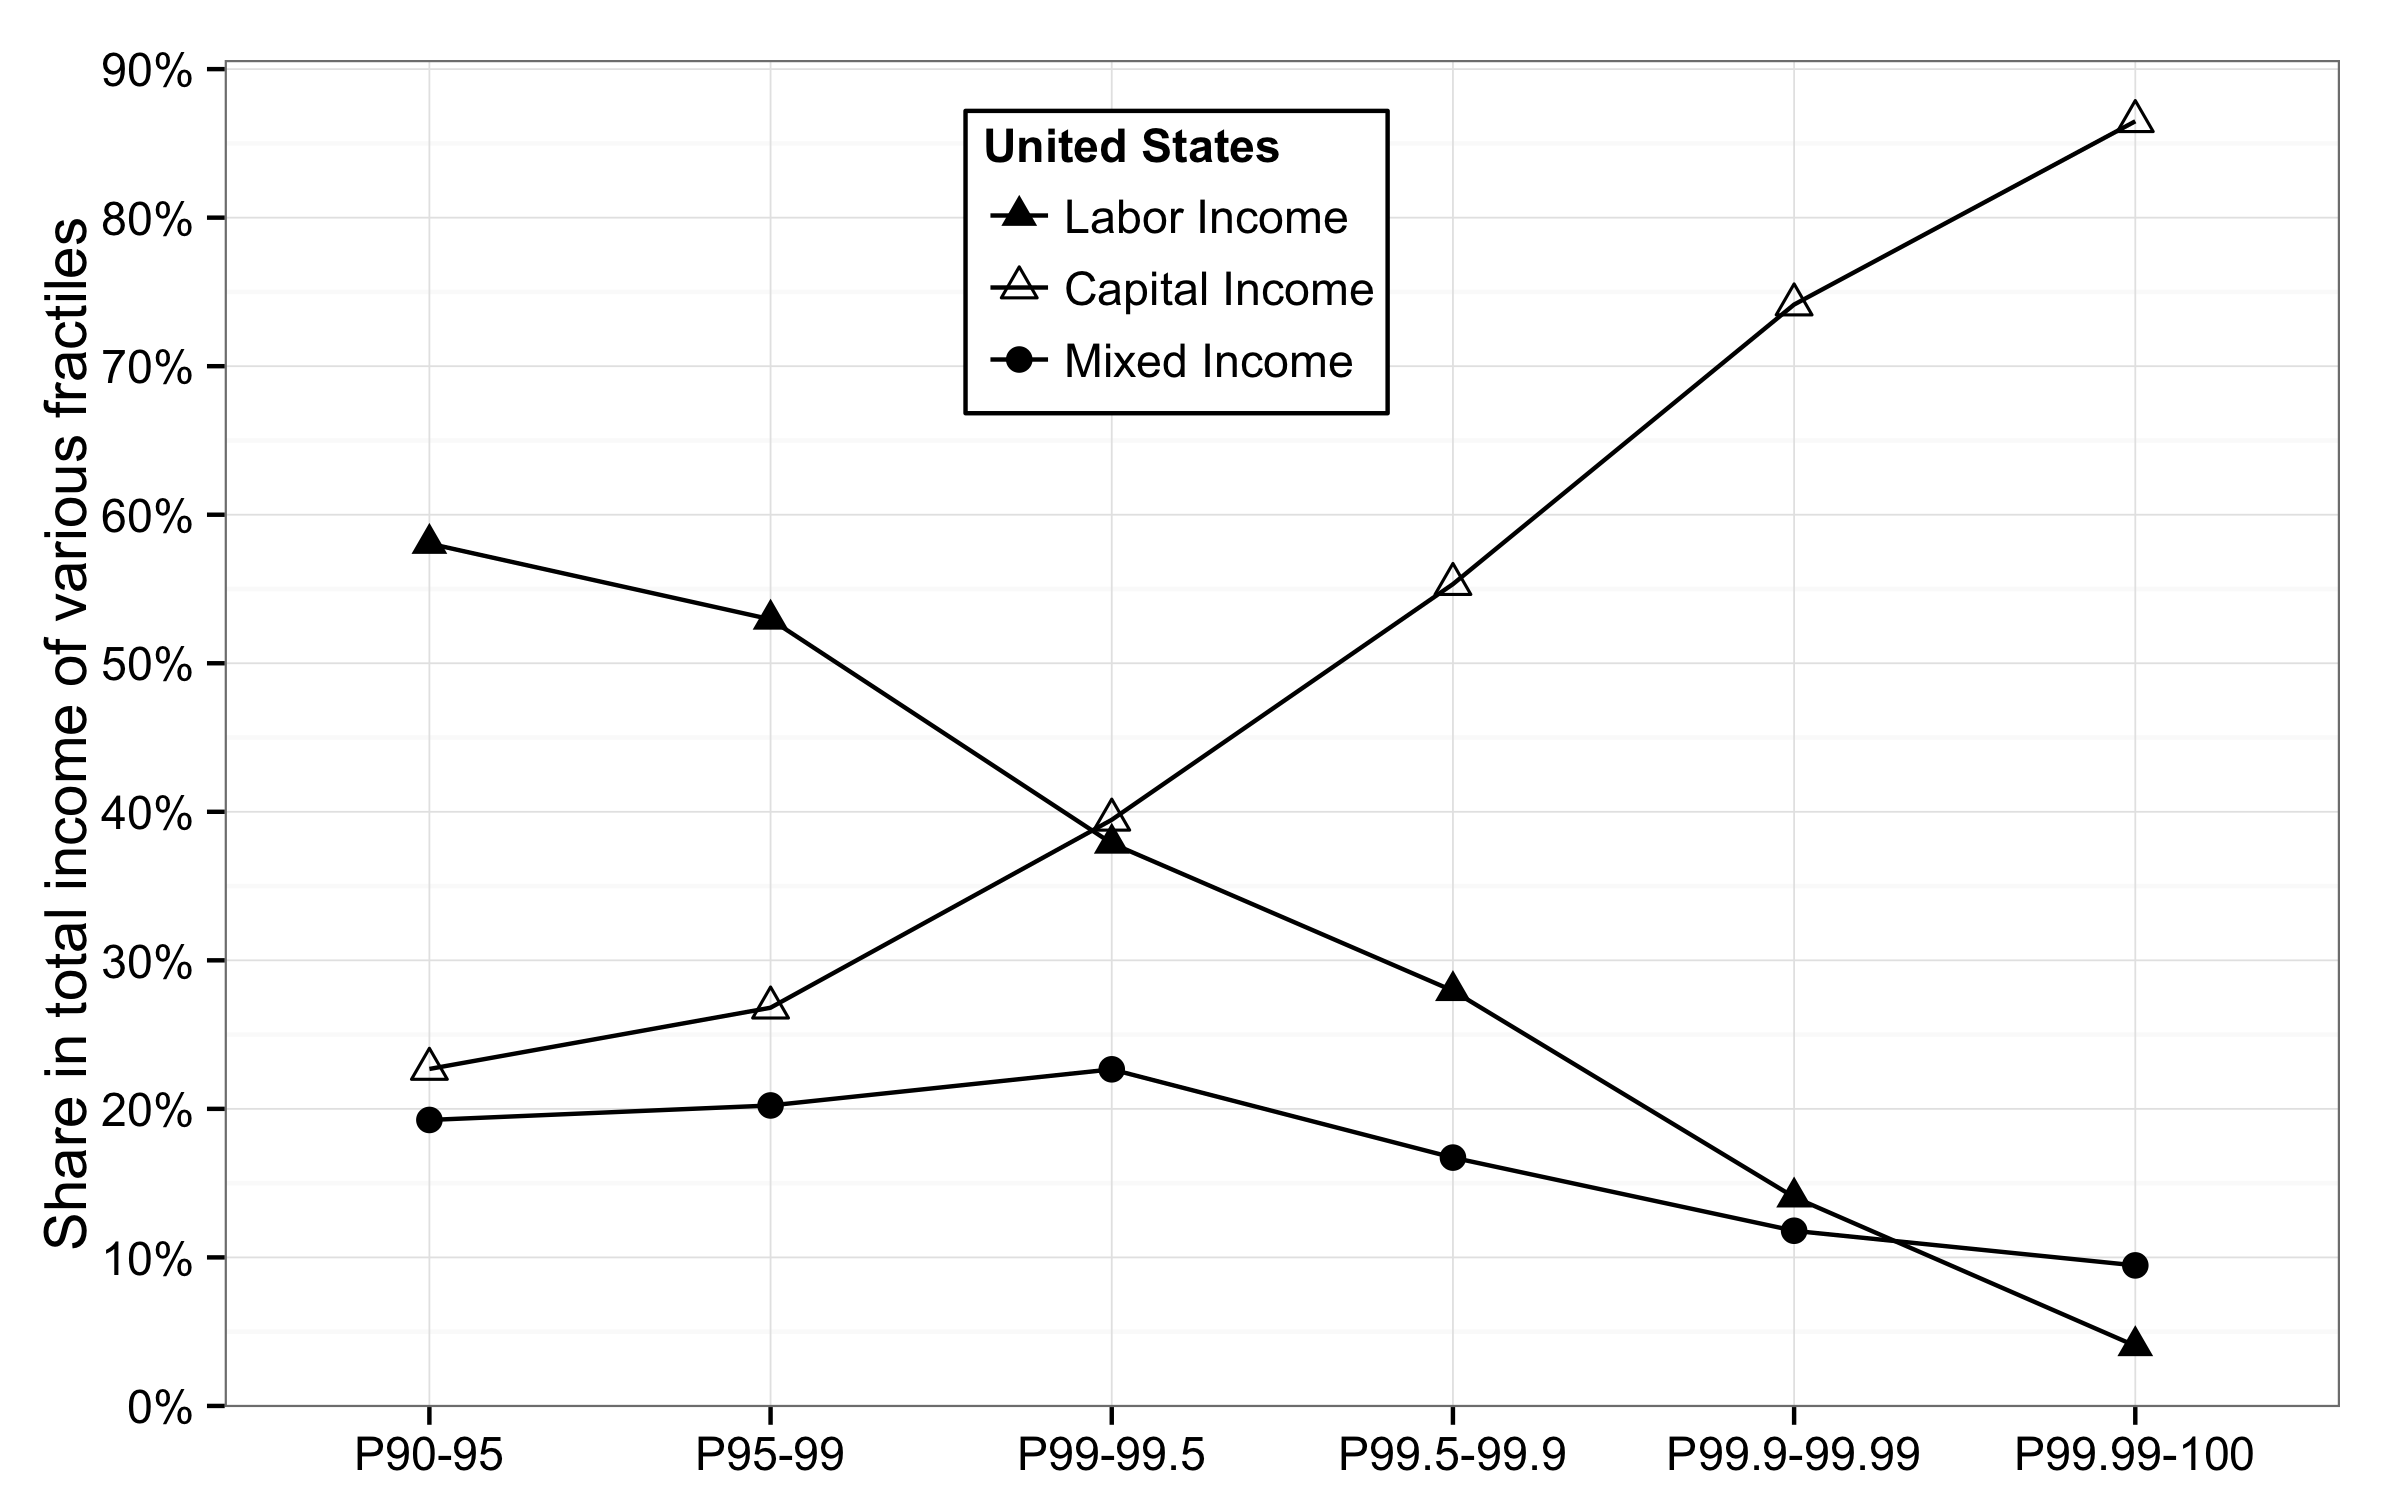 Share in total income of various fractiles
90%
80%
70%
60%
50%
40%
30%
20%
10%
0%
United States
Labor Income
Capital Income
Mixed Income
P90-95
P95-99
P99-99.5
P99.5-99.9
P99.9-99.99
P99.99-100